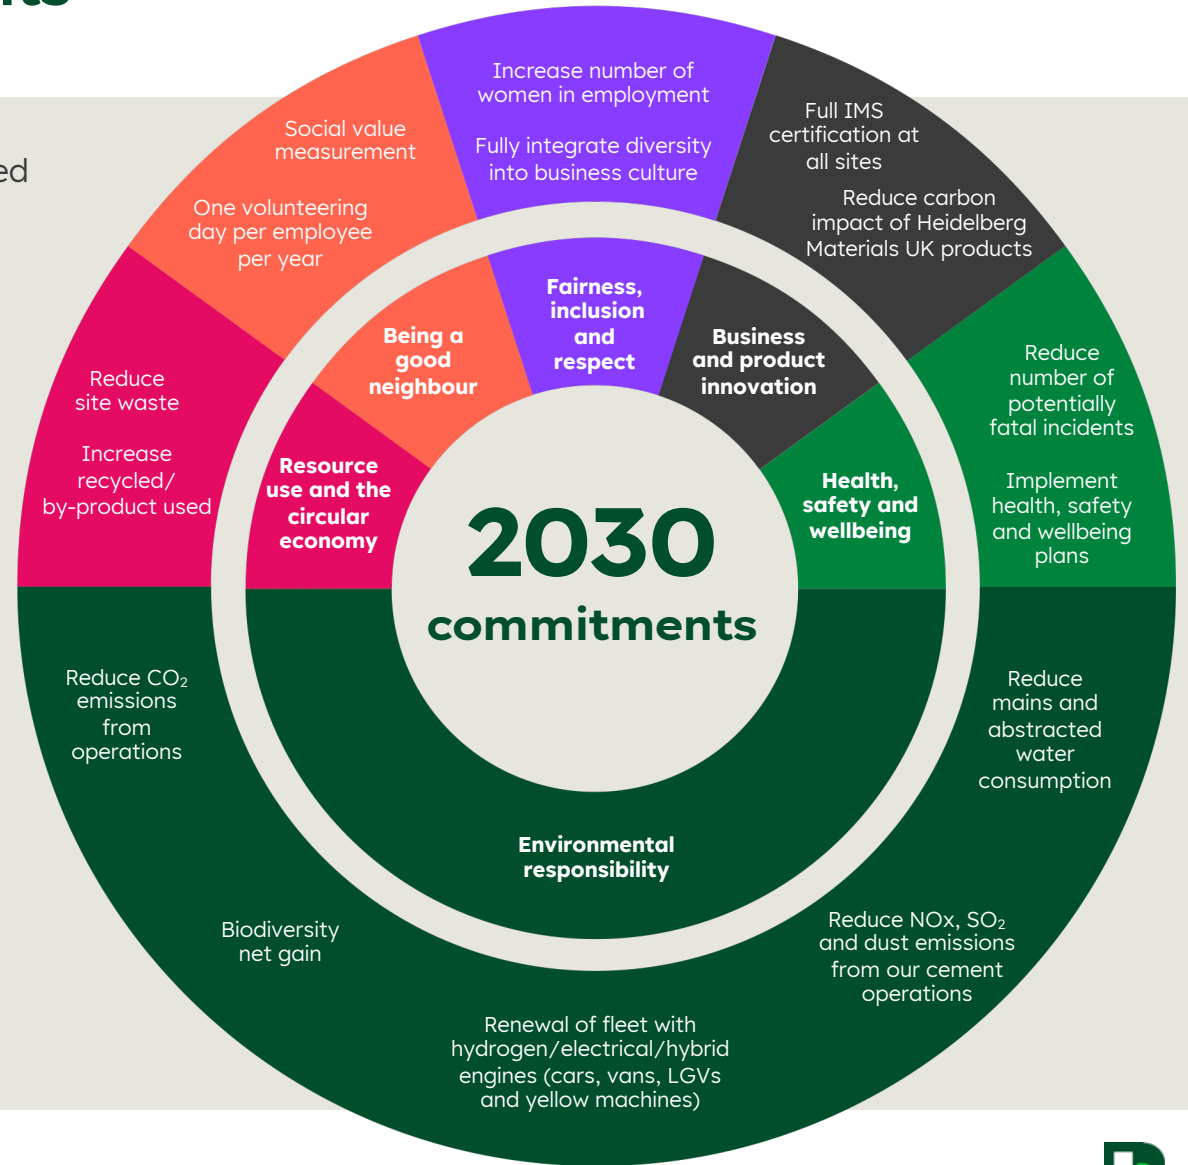 Increase number of
women in employment
Fully integrate diversity
into business culture
Full IMS
certification at
all sites
Reduce carbon
impact of Heidelberg
Materials UK products
Social value
measurement
One volunteering
day per employee
per year
Reduce
number of
potentially
fatal incidents
Implement
health, safety
and wellbeing
plans
Reduce
site waste
Increase
recycled/
by-product used
Fairness,
inclusion
and
respect
Being a
good
neighbour
Business
and product
innovation
Resource
use and the
circular
economy
Health,
safety and
wellbeing
2030
commitments
Environmental
responsibility
Reduce CO₂
emissions
from
operations
Reduce
mains and
abstracted
water
consumption
Biodiversity
net gain
Reduce NOx, SO₂
and dust emissions
from our cement
operations
Renewal of fleet with
hydrogen/electrical/hybrid
engines (cars, vans, LGVs
and yellow machines)